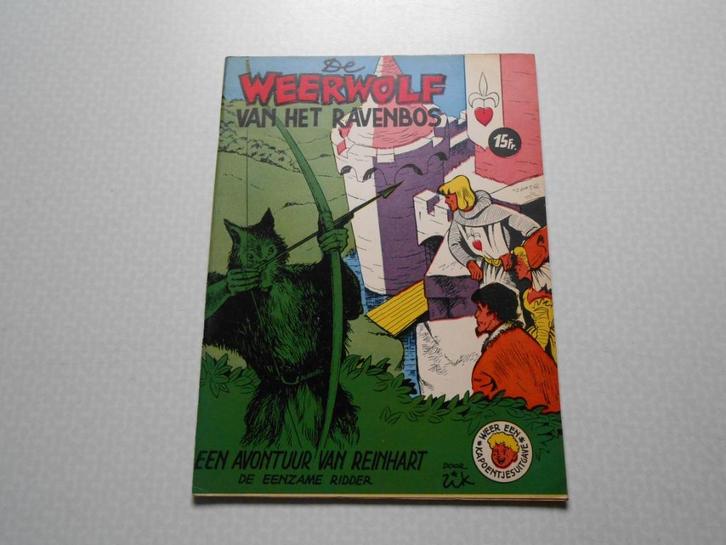 De
WEERWOLF
VAN HET RAVENBOS
15Fr.
EEN AVONTUUR VAN REINHART
DE EENZAME RIDDER
DOOR
WEER EEN
KAPOENTJESUITGAVE